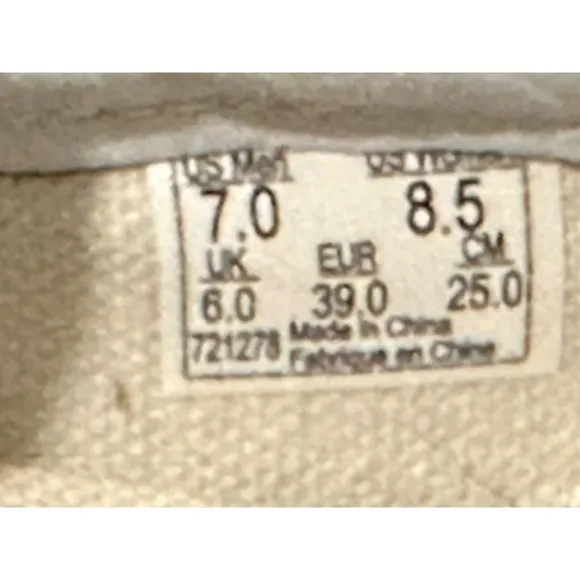 US Men US Women
7.0 8.5
UK EUR CM
6.0 39.0 25.0
721278 Made in China
Fabrique en Chine